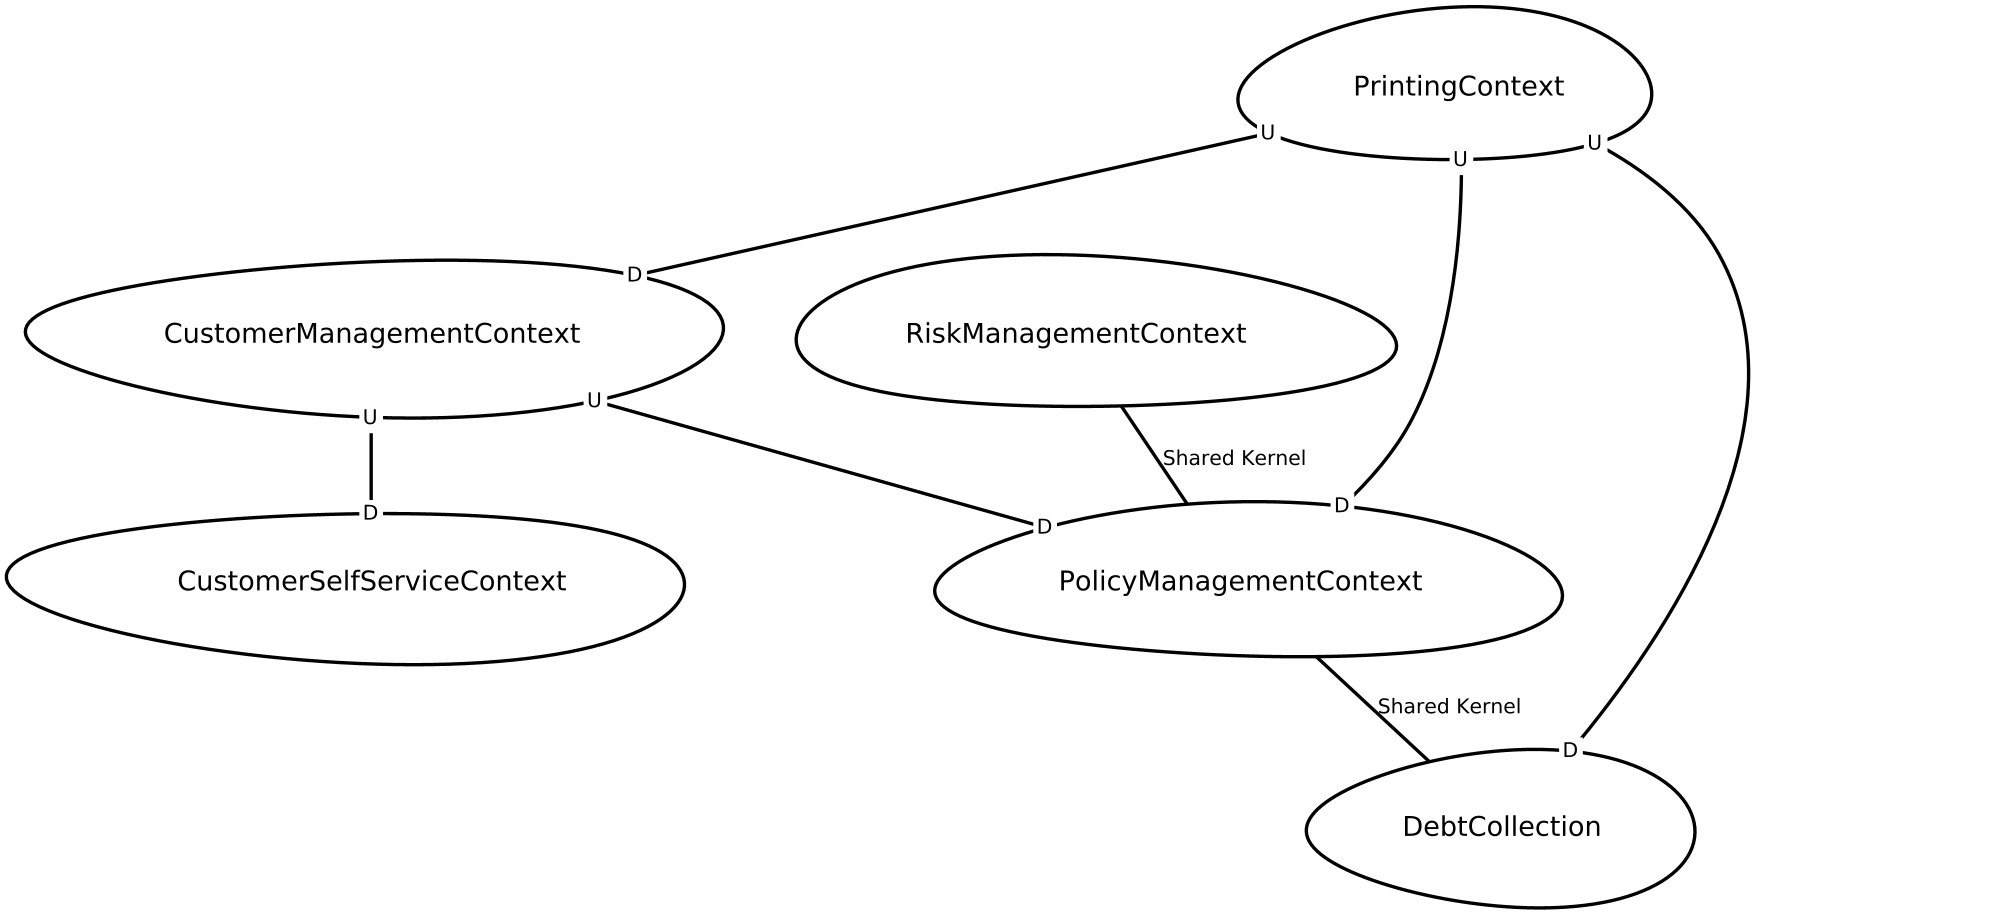 PrintingContext
U
U
U
D
CustomerManagementContext
RiskManagementContext
U
U
Shared Kernel
D
D
D
CustomerSelfServiceContext
PolicyManagementContext
Shared Kernel
D
DebtCollection